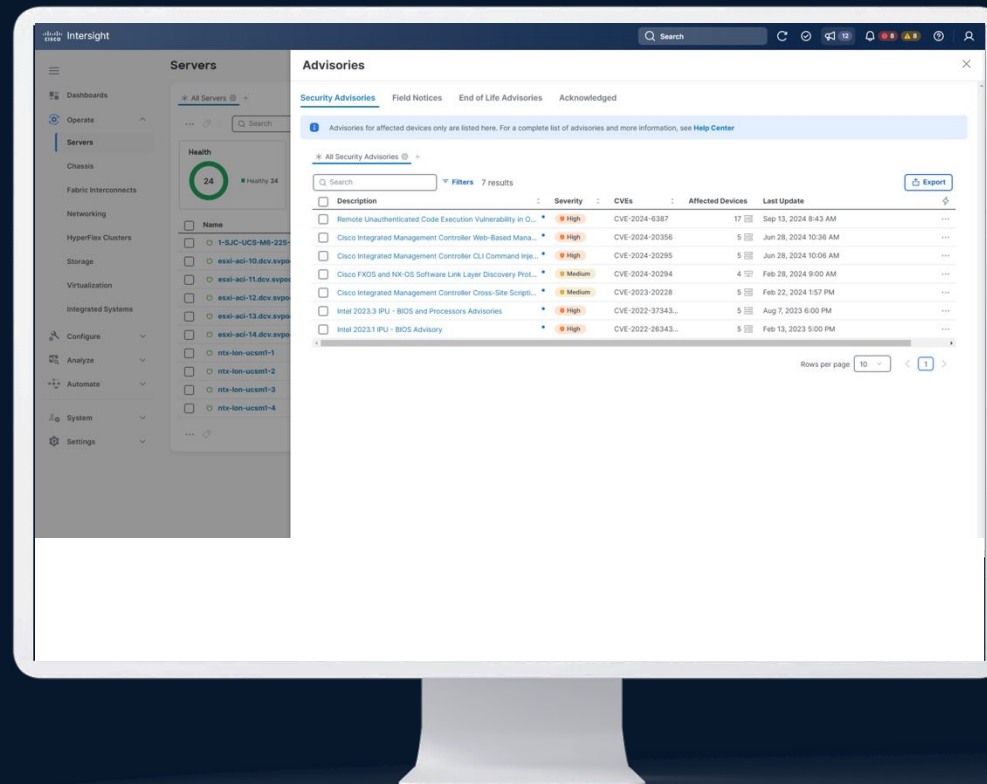 cisco Intersight
Search
12
8
8
Dashboards
Operate
Servers
Chassis
Fabric Interconnects
Networking
HyperFlex Clusters
Storage
Virtualization
Integrated Systems
Configure
Analyze
Automate
System
Settings
Servers
All Servers
Search
Health
24
Healthy 24
Name
1-SJC-UCS-M6-225-
esxi-aci-10.dcv.svpo
esxi-aci-11.dcv.svpo
esxi-aci-12.dcv.svpo
esxi-aci-13.dcv.svpo
esxi-aci-14.dcv.svpo
ntx-lon-ucsm1-1
ntx-lon-ucsm1-2
ntx-lon-ucsm1-3
ntx-lon-ucsm1-4
Advisories
Security Advisories Field Notices End of Life Advisories Acknowledged
Advisories for affected devices only are listed here. For a complete list of advisories and more information, see Help Center
All Security Advisories
Search Filters 7 results Export
Description Severity CVEs Affected Devices Last Update
Remote Unauthenticated Code Execution Vulnerability in O... High CVE-2024-6387 17 Sep 13, 2024 8:43 AM
Cisco Integrated Management Controller Web-Based Mana... High CVE-2024-20356 5 Jun 28, 2024 10:36 AM
Cisco Integrated Management Controller CLI Command Inje... High CVE-2024-20295 5 Jun 28, 2024 10:06 AM
Cisco FXOS and NX-OS Software Link Layer Discovery Prot... Medium CVE-2024-20294 4 Feb 28, 2024 9:00 AM
Cisco Integrated Management Controller Cross-Site Scripti... Medium CVE-2023-20228 5 Feb 22, 2024 1:57 PM
Intel 2023.3 IPU - BIOS and Processors Advisories High CVE-2022-37343... 5 Aug 7, 2023 6:00 PM
Intel 2023.1 IPU - BIOS Advisory High CVE-2022-26343... 5 Feb 13, 2023 5:00 PM
Rows per page 10 1